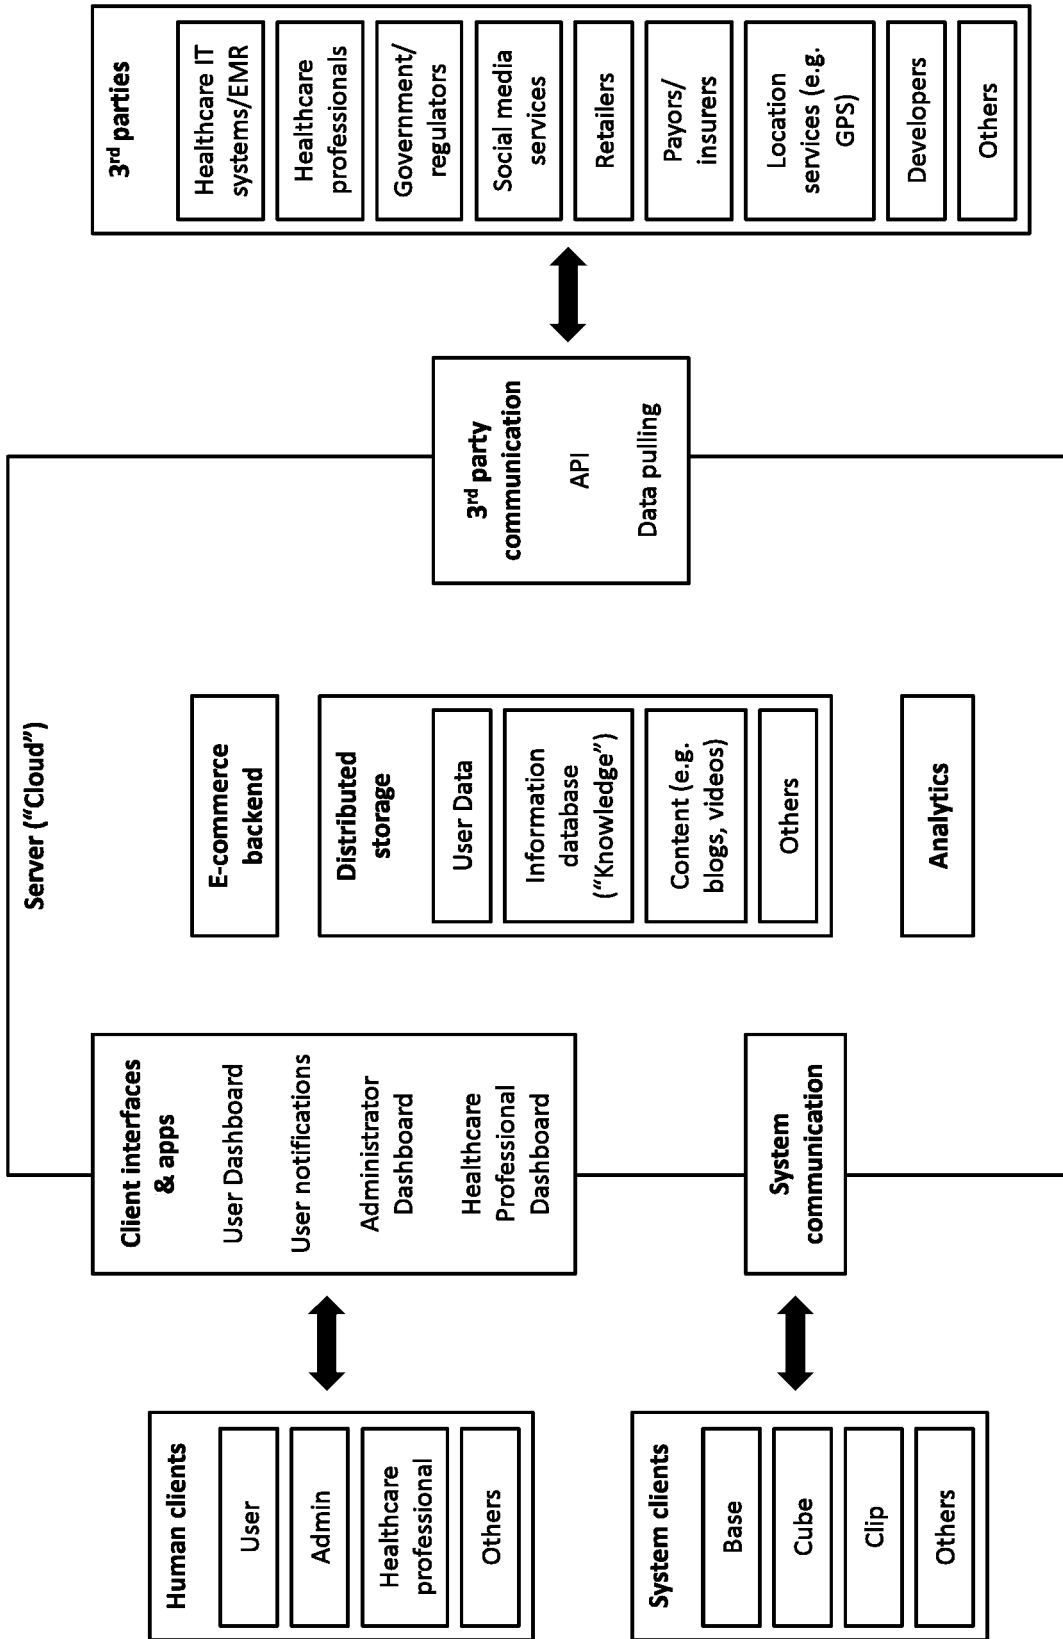 Server (“Cloud”)
Human clients
User
Admin
Healthcare
professional
Others
System clients
Base
Cube
Clip
Others
Client interfaces
& apps
User Dashboard
User notifications
Administrator
Dashboard
Healthcare
Professional
Dashboard
System
communication
E-commerce
backend
Distributed
storage
User Data
Information
database
(“Knowledge”)
Content (e.g.
blogs, videos)
Others
Analytics
3rd party
communication
API
Data pulling
3rd parties
Healthcare IT
systems/EMR
Healthcare
professionals
Government/
regulators
Social media
services
Retailers
Payors/
insurers
Location
services (e.g.
GPS)
Developers
Others